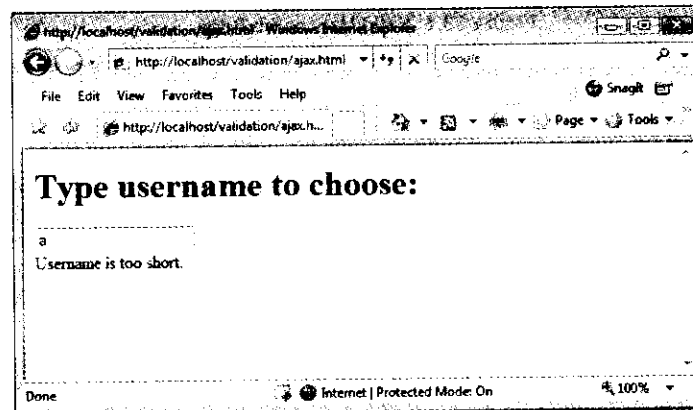 http://localhost/validation/ajax.html - Windows Internet Explorer
http://localhost/validation/ajax.html Google
File Edit View Favorites Tools Help
SnagIt
http://localhost/validation/ajax.h... Page Tools
Type username to choose:
a
Username is too short.
Done Internet | Protected Mode: On 100%